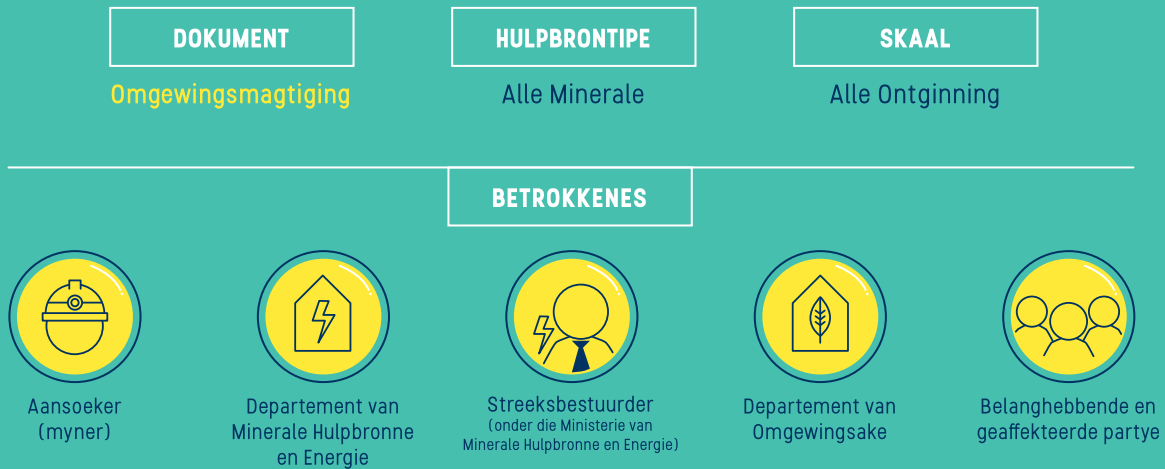 DOKUMENT
HULPBRONTIPE
SKAAL
Omgewingsmagtiging
Alle Minerale
Alle Ontginning
BETROKKENES
Aansoeker
(myner)
Departement van
Minerale Hulpbronne
en Energie
Streeksbestuurder
(onder die Ministerie van
Minerale Hulpbronne en Energie)
Departement van
Omgewingsake
Belanghebbende en
geaffekteerde partye